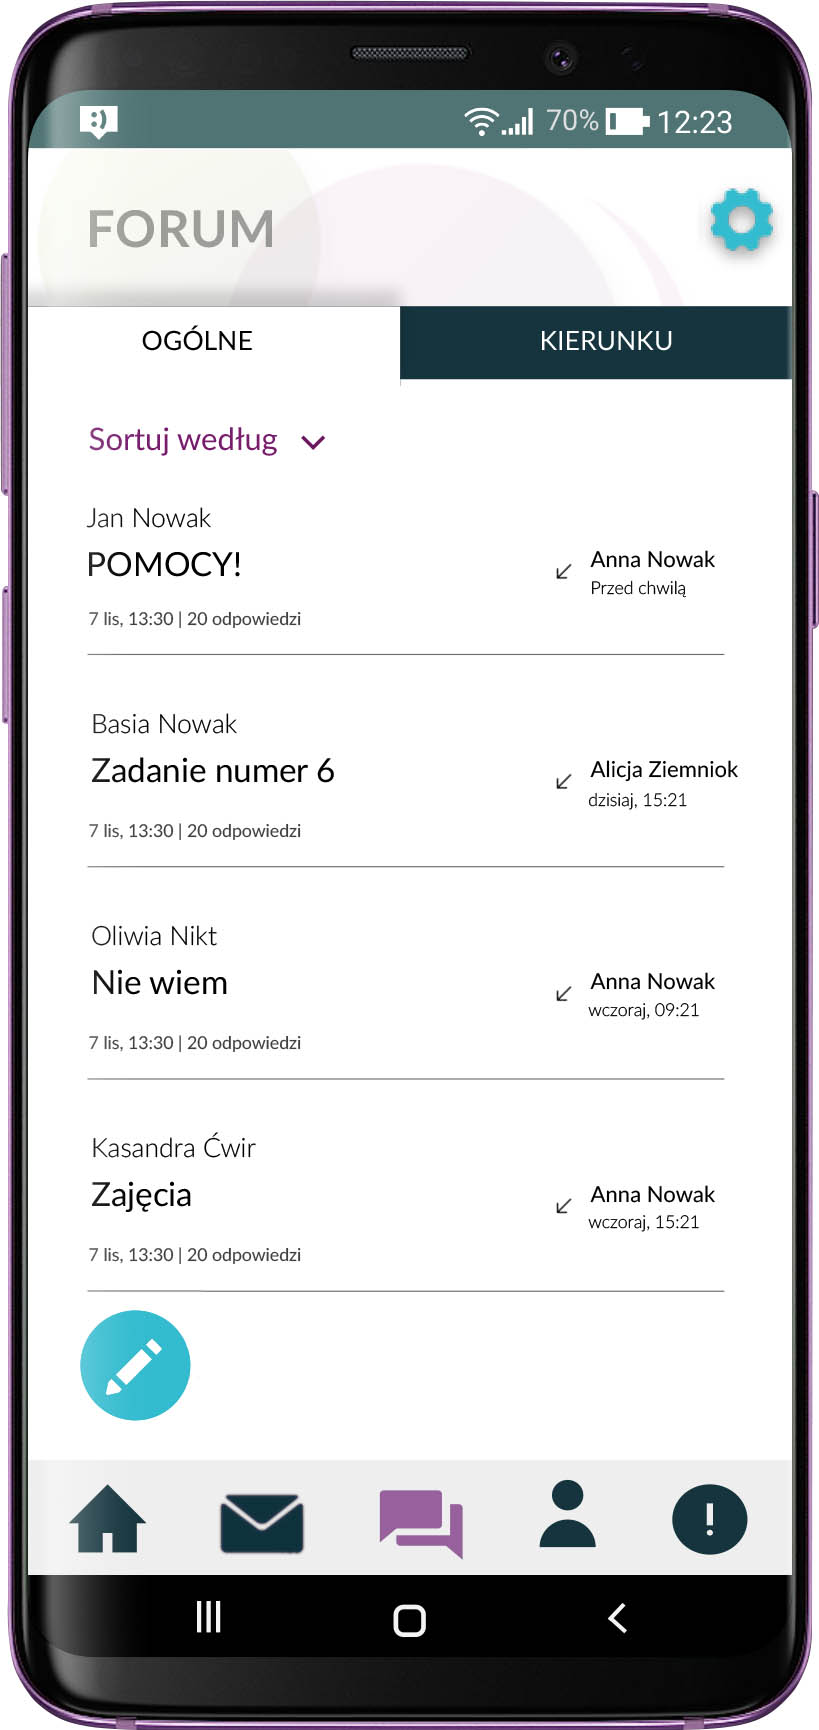 70% 12:23
FORUM
OGÓLNE KIERUNKU
Sortuj według
Jan Nowak
POMOCY!
7 lis, 13:30 | 20 odpowiedzi
Anna Nowak
Przed chwilą
Basia Nowak
Zadanie numer 6
7 lis, 13:30 | 20 odpowiedzi
Alicja Ziemniok
dzisiaj, 15:21
Oliwia Nikt
Nie wiem
7 lis, 13:30 | 20 odpowiedzi
Anna Nowak
wczoraj, 09:21
Kasandra Ćwir
Zajęcia
7 lis, 13:30 | 20 odpowiedzi
Anna Nowak
wczoraj, 15:21